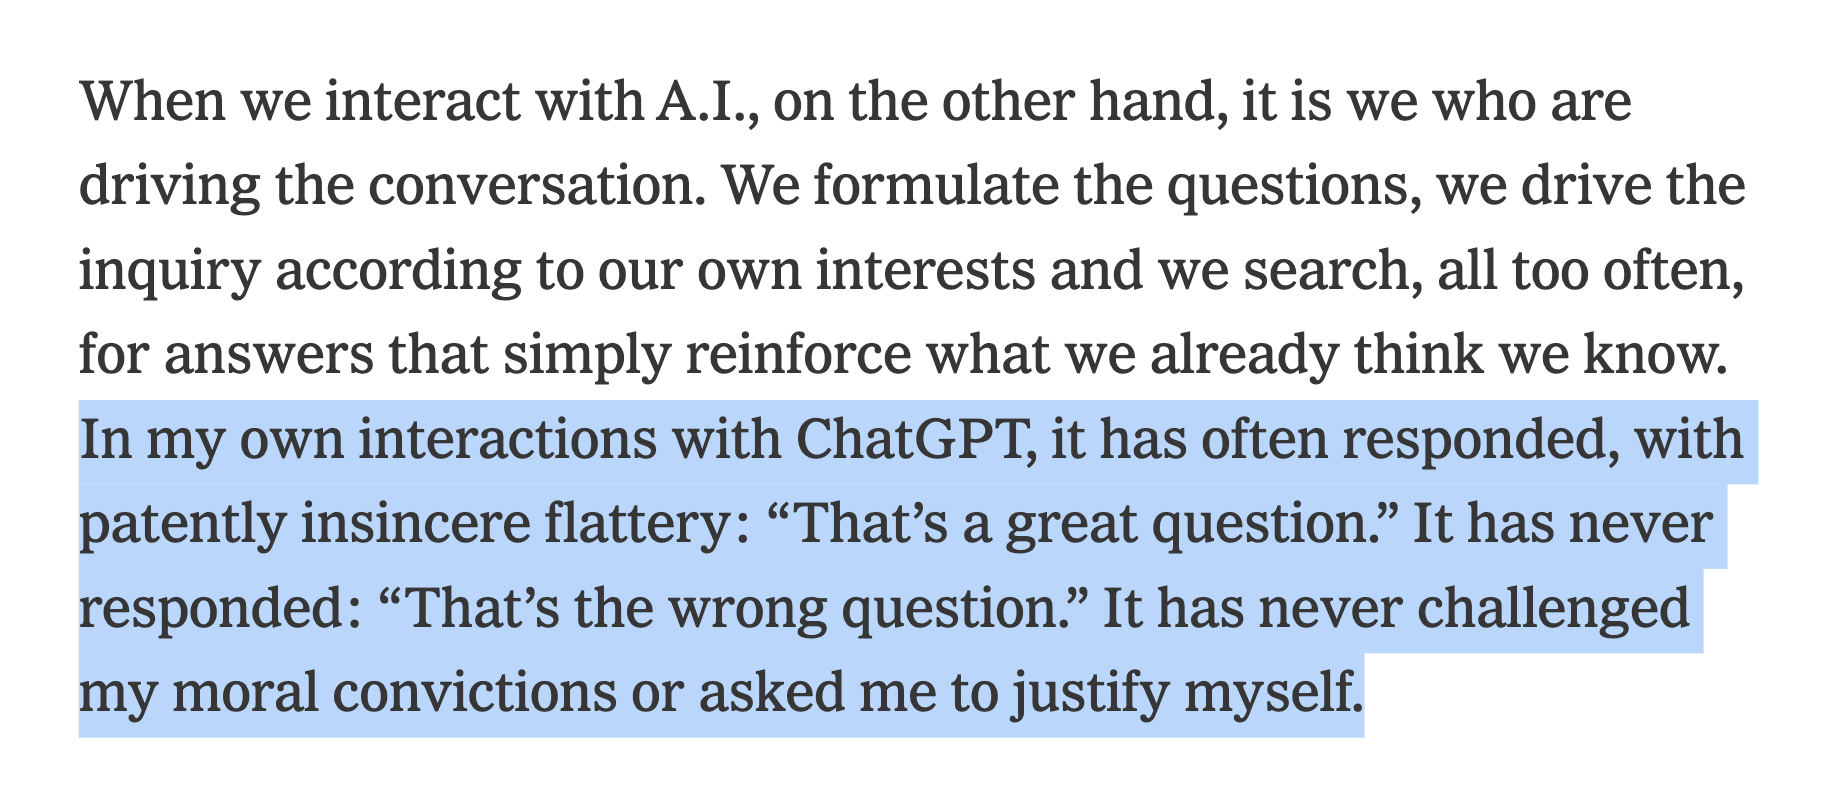 When we interact with A.I., on the other hand, it is we who are
driving the conversation. We formulate the questions, we drive the
inquiry according to our own interests and we search, all too often,
for answers that simply reinforce what we already think we know.
In my own interactions with ChatGPT, it has often responded, with
patently insincere flattery: “That’s a great question.” It has never
responded: “That’s the wrong question.” It has never challenged
my moral convictions or asked me to justify myself.